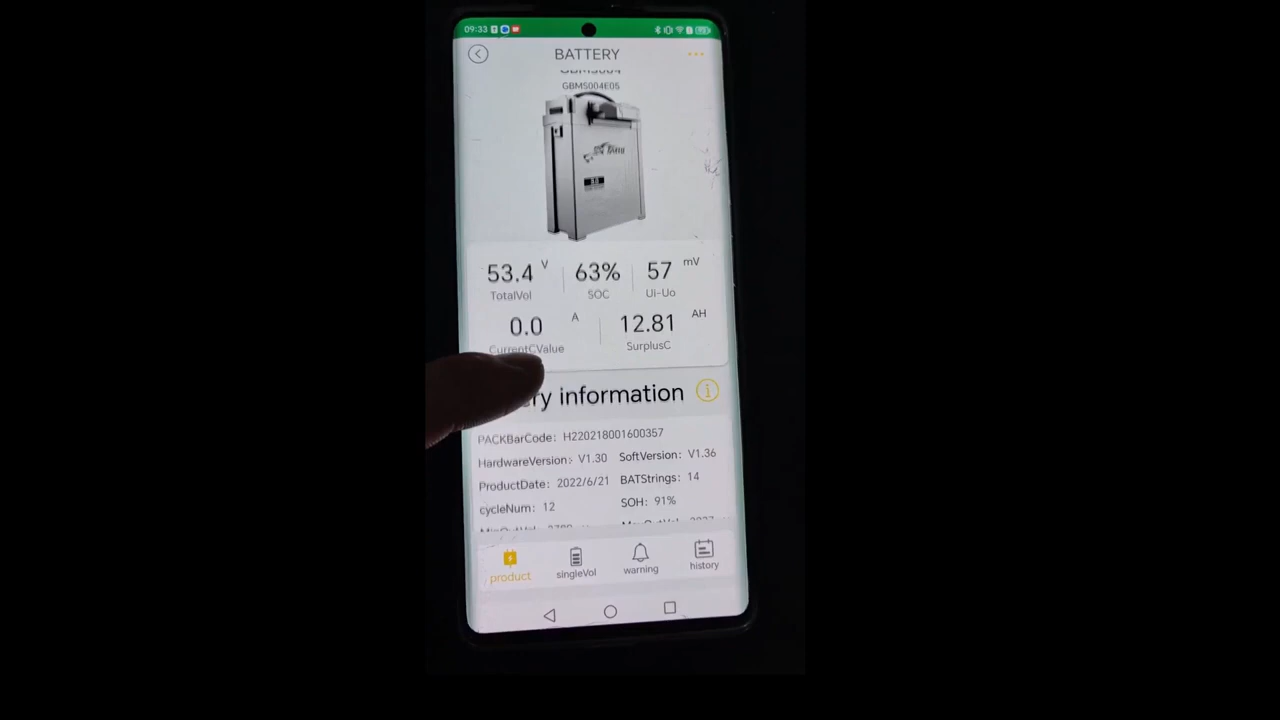 09:33
BATTERY
GBMS004E05
53.4 V 63% 57 mV
TotalVol SOC Ui-Uo
0.0 A 12.81 AH
CurrentCValue SurplusC
ry information
PACKBarCode: H220218001600357
HardwareVersion: V1.30 SoftVersion: V1.36
ProductDate: 2022/6/21 BATStrings: 14
cycleNum: 12 SOH: 91%
product singleVol warning history